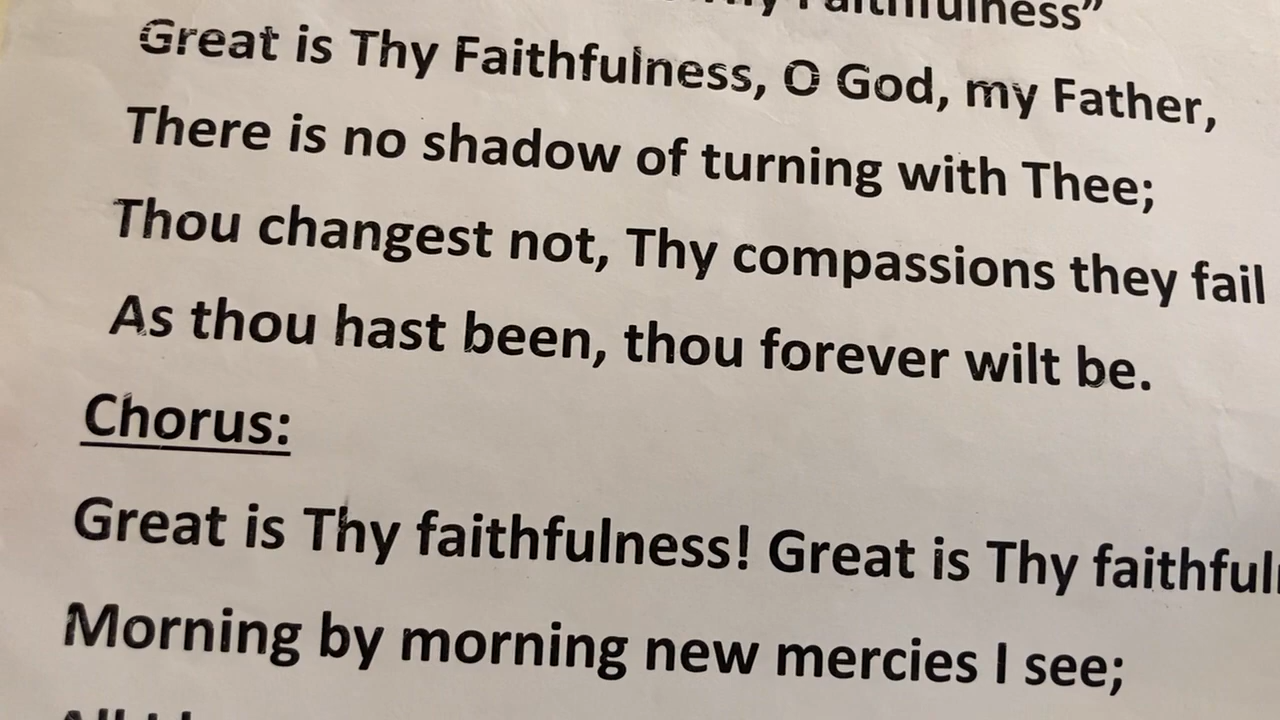 Faithfulness”
Great is Thy Faithfulness, O God, my Father,
There is no shadow of turning with Thee;
Thou changest not, Thy compassions they fail
As thou hast been, thou forever wilt be.
Chorus:
Great is Thy faithfulness! Great is Thy
Morning by morning new mercies I see;